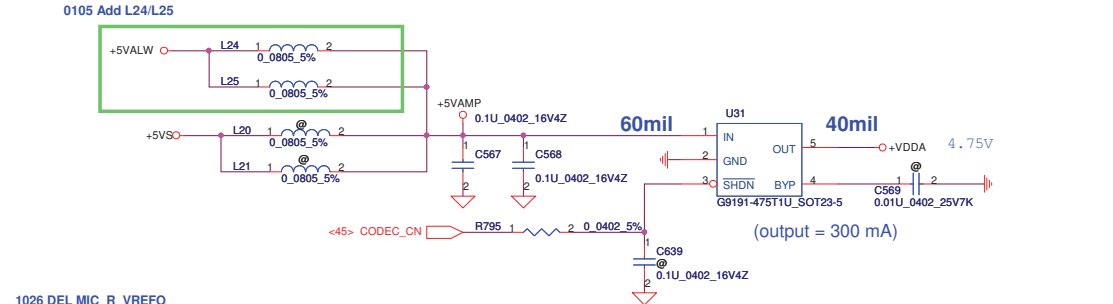 0105 Add L24/L25
+5VALW
L24
1
2
0_0805_5%
L25
1
2
0_0805_5%
+5VAMP
0.1U_0402_16V4Z
60mil
U31
40mil
+5VS
L20
1
@
2
0_0805_5%
1
IN
OUT
5
+VDDA
4.75V
L21
1
@
2
0_0805_5%
1
2
C567
1
2
C568
0.1U_0402_16V4Z
2
GND
3
SHDN
BYP
4
G9191-475T1U_SOT23-5
@
1
2
C569
0.01U_0402_25V7K
<45> CODEC_CN
R795
1
2
0_0402_5%
(output = 300 mA)
1
2
C639
@
0.1U_0402_16V4Z
1026 DEL MIC_R_VREFO